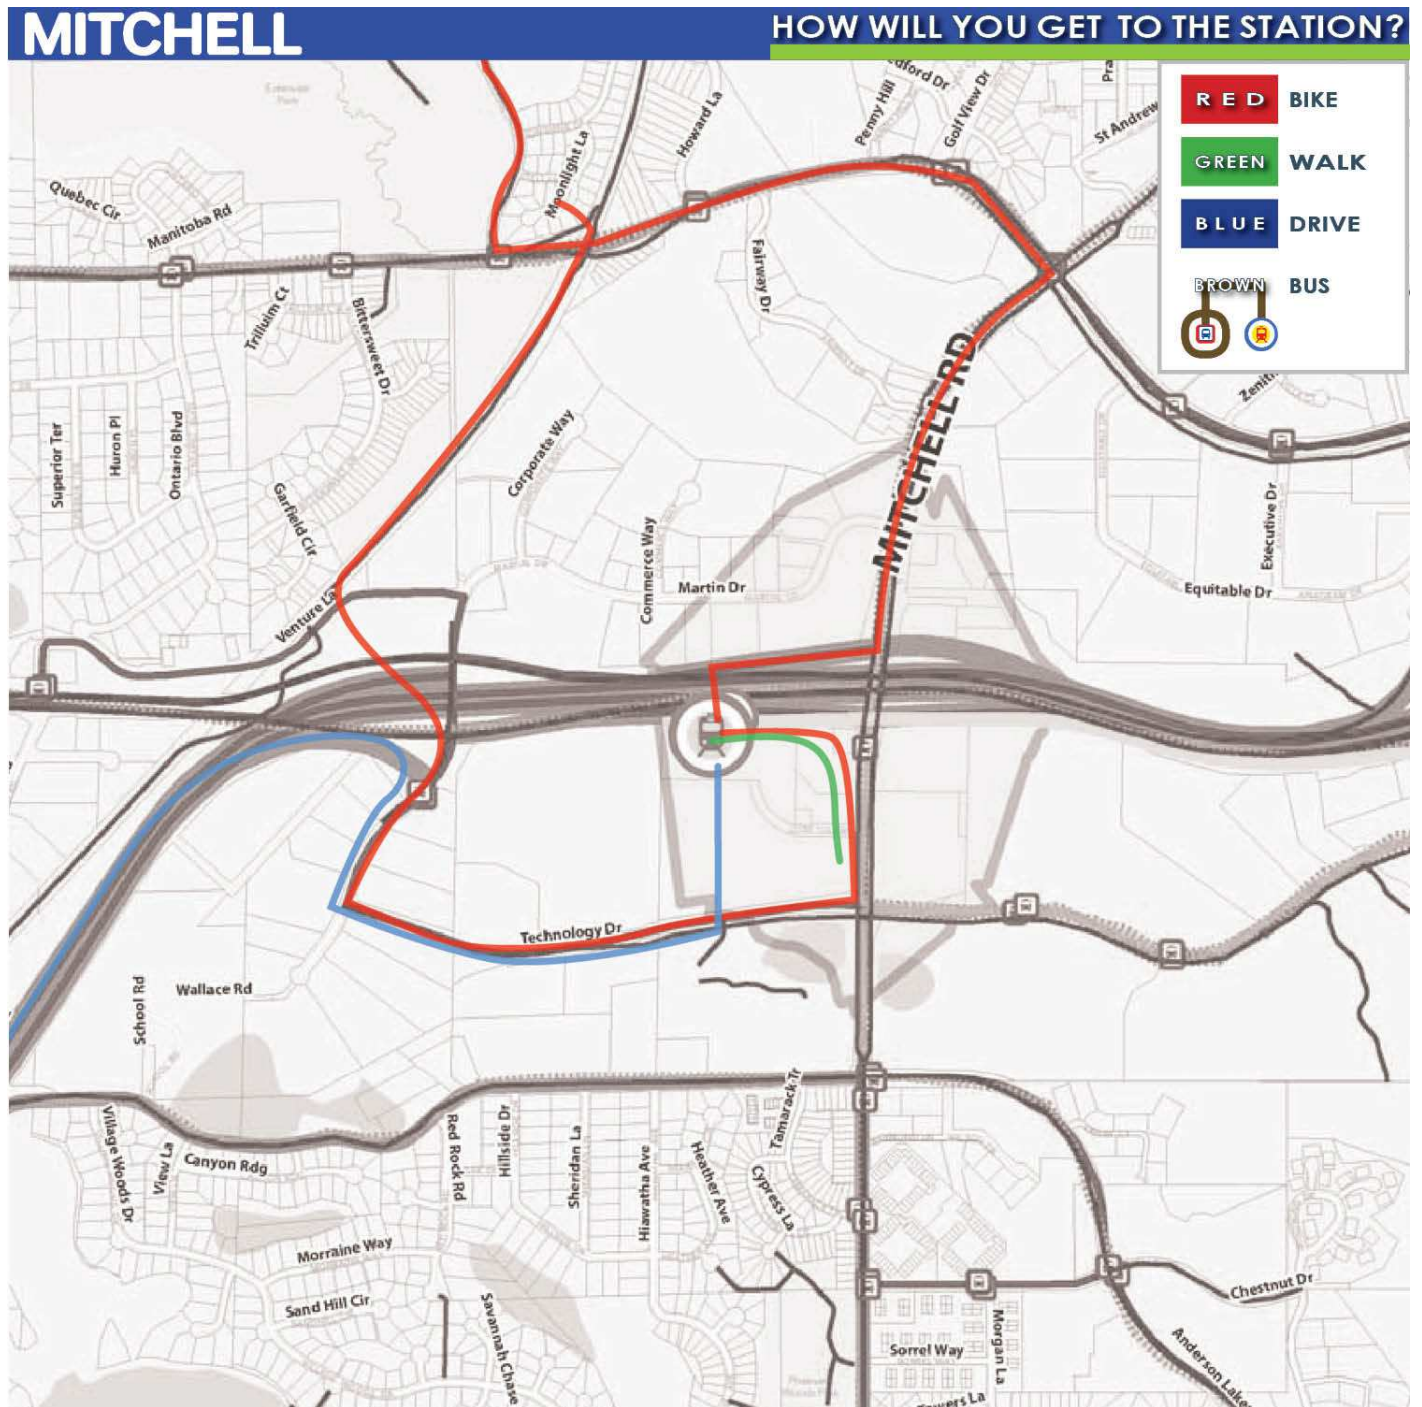 MITCHELL
HOW WILL YOU GET TO THE STATION?
RED BIKE
GREEN WALK
BLUE DRIVE
BROWN BUS
Penny Hill
Golf View Dr
St Andrew
Howard La
Moonlight La
Quebec Cir
Manitoba Rd
Trilluim Ct
Bittersweet Dr
Fairway Dr
MITCHELL RD
Superior Ter
Huron Pl
Ontario Blvd
Garfield Cir
Corporate Way
Commerce Way
Martin Dr
Executive Dr
Equitable Dr
Venture La
Technology Dr
School Rd
Wallace Rd
Village Woods Dr
View La
Canyon Rdg
Red Rock Rd
Hillside Dr
Sheridan La
Hiawatha Ave
Heather Ave
Tamarack Tr
Cypress La
Morraine Way
Sand Hill Cir
Savannah Chase
Chestnut Dr
Sorrel Way
Morgan La
Anderson Lake